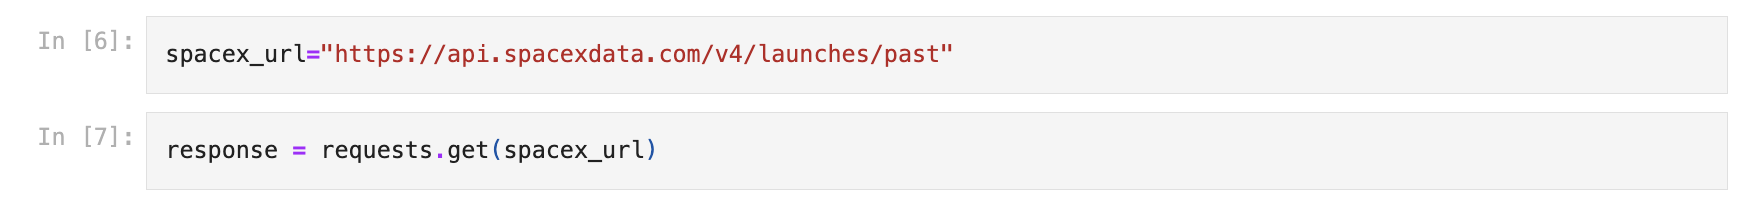 In [6]: spacex_url="https://api.spacexdata.com/v4/launches/past"
In [7]: response = requests.get(spacex_url)